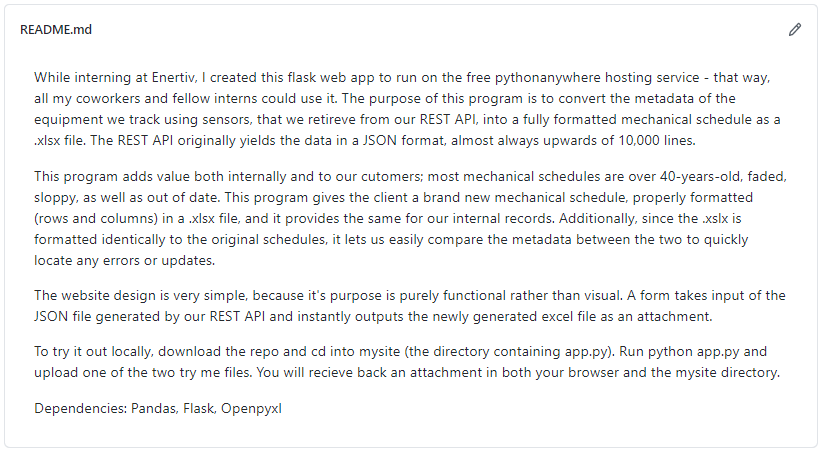 README.md
While interning at Enertiv, I created this flask web app to run on the free pythonanywhere hosting service - that way,
all my coworkers and fellow interns could use it. The purpose of this program is to convert the metadata of the
equipment we track using sensors, that we retireve from our REST API, into a fully formatted mechanical schedule as a
.xlsx file. The REST API originally yields the data in a JSON format, almost always upwards of 10,000 lines.
This program adds value both internally and to our cutomers; most mechanical schedules are over 40-years-old, faded,
sloppy, as well as out of date. This program gives the client a brand new mechanical schedule, properly formatted
(rows and columns) in a .xlsx file, and it provides the same for our internal records. Additionally, since the .xslx is
formatted identically to the original schedules, it lets us easily compare the metadata between the two to quickly
locate any errors or updates.
The website design is very simple, because it's purpose is purely functional rather than visual. A form takes input of the
JSON file generated by our REST API and instantly outputs the newly generated excel file as an attachment.
To try it out locally, download the repo and cd into mysite (the directory containing app.py). Run python app.py and
upload one of the two try me files. You will recieve back an attachment in both your browser and the mysite directory.
Dependencies: Pandas, Flask, Openpyxl